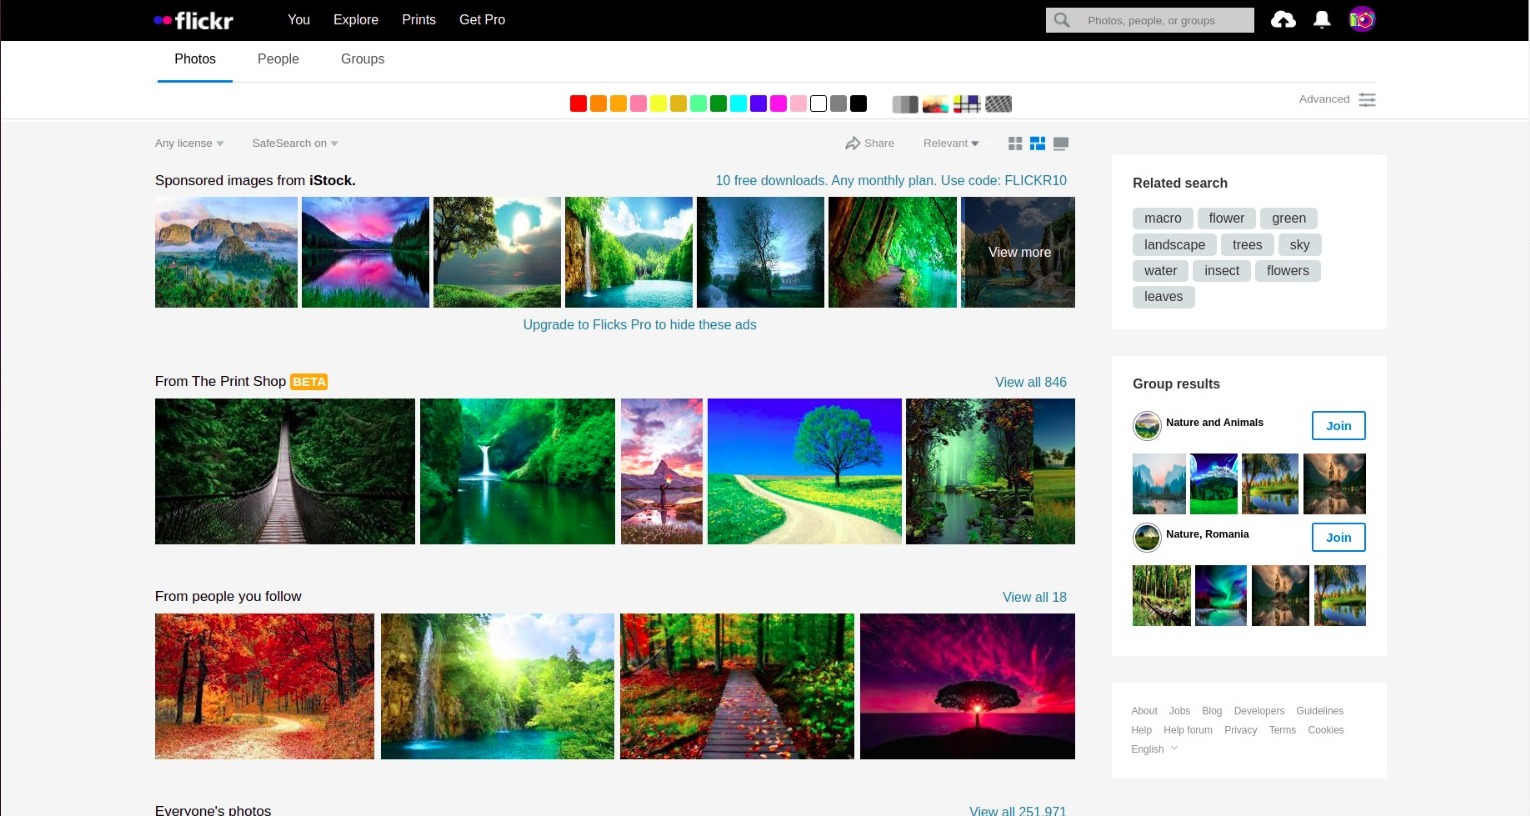 flickr You Explore Prints Get Pro Photos, people, or groups
Photos People Groups
Advanced
Any license SafeSearch on Share Relevant
Sponsored images from iStock. 10 free downloads. Any monthly plan. Use code: FLICKR10
View more
Upgrade to Flicks Pro to hide these ads
From The Print Shop BETA View all 846
From people you follow View all 18
Everyone's photos View all 251,971
Related search
macro flower green
landscape trees sky
water insect flowers
leaves
Group results
Nature and Animals Join
Nature, Romania Join
About Jobs Blog Developers Guidelines
Help Help forum Privacy Terms Cookies
English